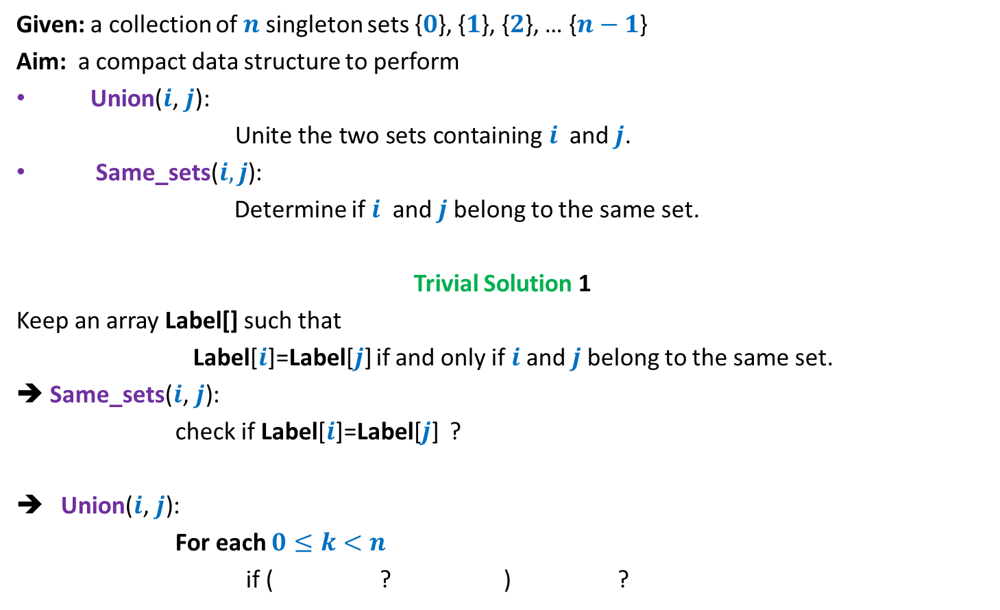 Given: a collection of n singleton sets {0}, {1}, {2}, ... {n − 1}
Aim: a compact data structure to perform
• Union(i, j):
Unite the two sets containing i and j.
• Same_sets(i, j):
Determine if i and j belong to the same set.
Trivial Solution 1
Keep an array Label[] such that
Label[i]=Label[j] if and only if i and j belong to the same set.
➔ Same_sets(i, j):
check if Label[i]=Label[j] ?
➔ Union(i, j):
For each 0 ≤ k < n
if ( ? ) ?